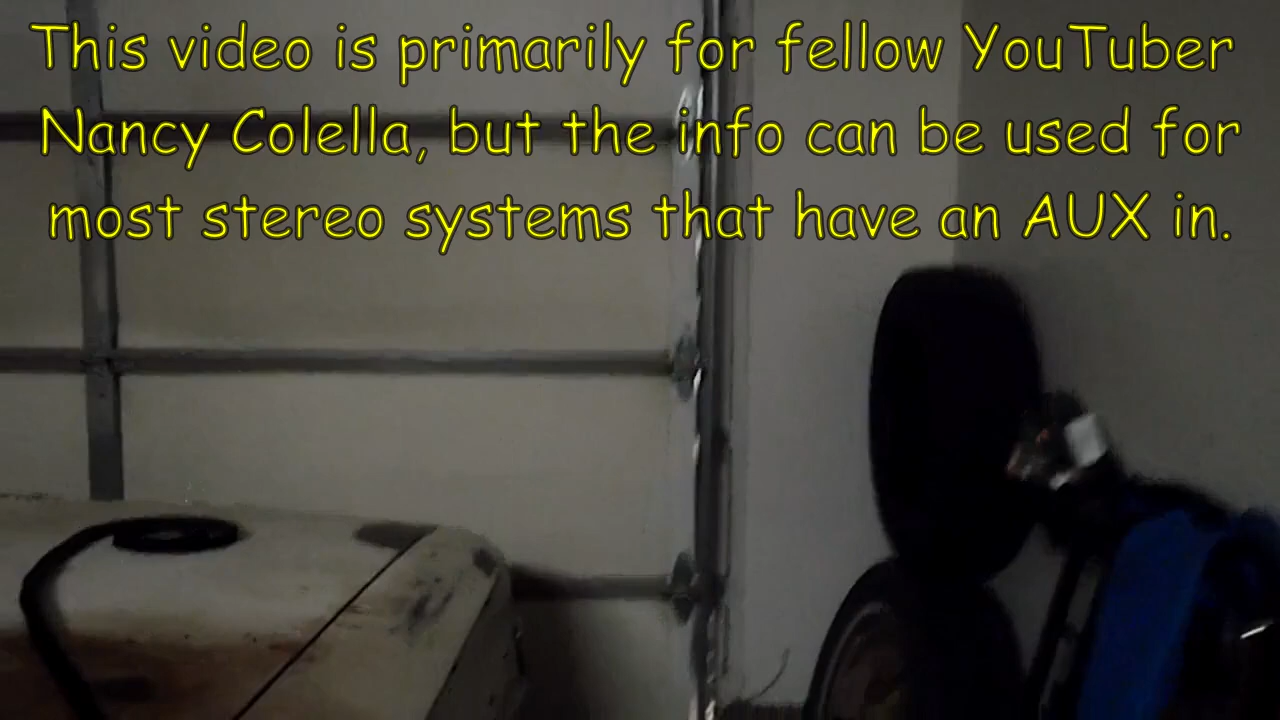 This video is primarily for fellow YouTuber
Nancy Colella, but the info can be used for
most stereo systems that have an AUX in.